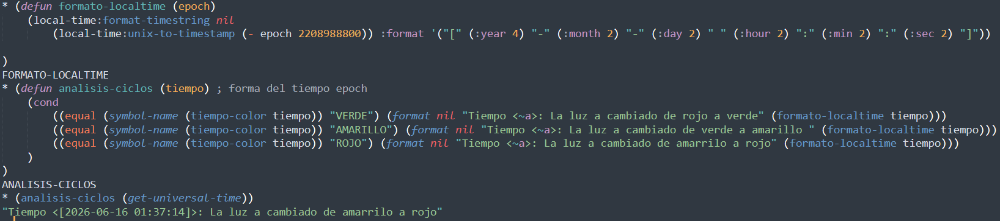 * (defun formato-localtime (epoch)
    (local-time:format-timestring nil
        (local-time:unix-to-timestamp (- epoch 2208988800)) :format '("[" (:year 4) "-" (:month 2) "-" (:day 2) " " (:hour 2) ":" (:min 2) ":" (:sec 2) "]"))

)
FORMATO-LOCALTIME
* (defun analisis-ciclos (tiempo) ; forma del tiempo epoch
    (cond
        ((equal (symbol-name (tiempo-color tiempo)) "VERDE") (format nil "Tiempo <~a>: La luz a cambiado de rojo a verde" (formato-localtime tiempo)))
        ((equal (symbol-name (tiempo-color tiempo)) "AMARILLO") (format nil "Tiempo <~a>: La luz a cambiado de verde a amarillo " (formato-localtime tiempo)))
        ((equal (symbol-name (tiempo-color tiempo)) "ROJO") (format nil "Tiempo <~a>: La luz a cambiado de amarrilo a rojo" (formato-localtime tiempo)))
    )
)
ANALISIS-CICLOS
* (analisis-ciclos (get-universal-time))
"Tiempo <[2026-06-16 01:37:14]>: La luz a cambiado de amarrilo a rojo"